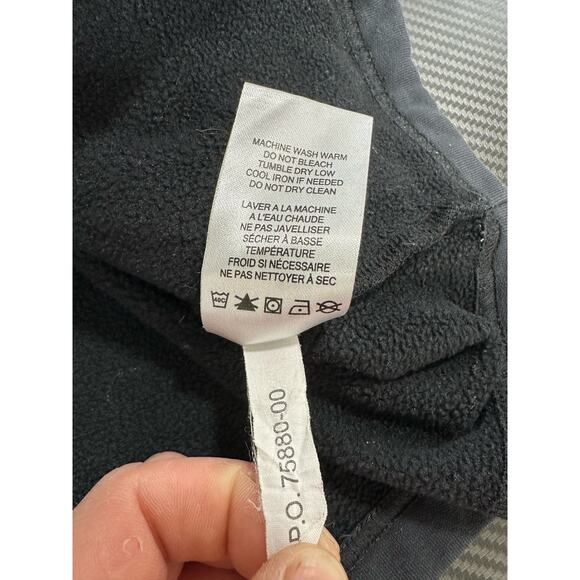 MACHINE WASH WARM
DO NOT BLEACH
TUMBLE DRY LOW
COOL IRON IF NEEDED
DO NOT DRY CLEAN
LAVER A LA MACHINE
A L'EAU CHAUDE
NE PAS JAVELLISER
SÉCHER À BASSE
TEMPÉRATURE
FROID SI NÉCESSAIRE
NE PAS NETTOYER À SEC
40C
P.O. 75880-00